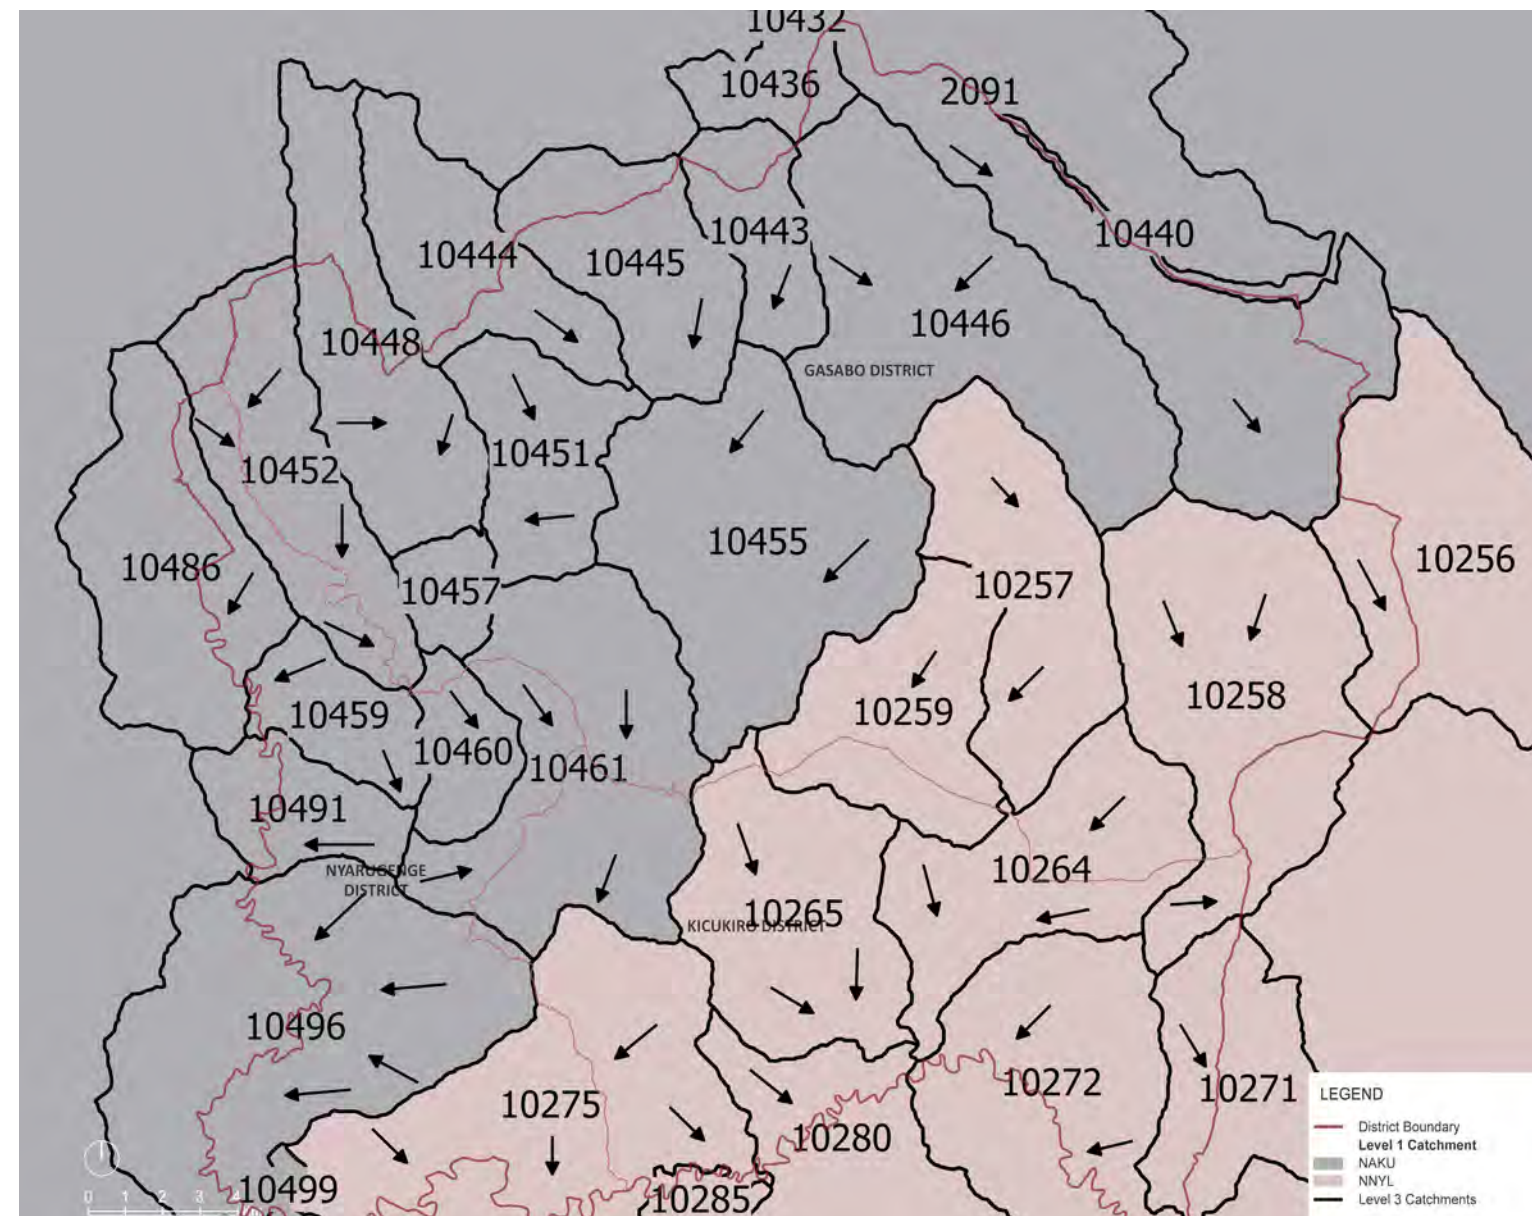 10432
10436
2091
10443
10440
10444
10445
10446
10448
GASABO DISTRICT
10451
10452
10455
10486
10457
10257
10256
10258
10459
10259
10460
10461
10491
NYARUGENGE
DISTRICT
10264
10265
KICUKIRO DISTRICT
10496
10275
10272
10271
10280
10499
10285
0 1 2 3 4
LEGEND
District Boundary
Level 1 Catchment
NAKU
NNYL
Level 3 Catchments